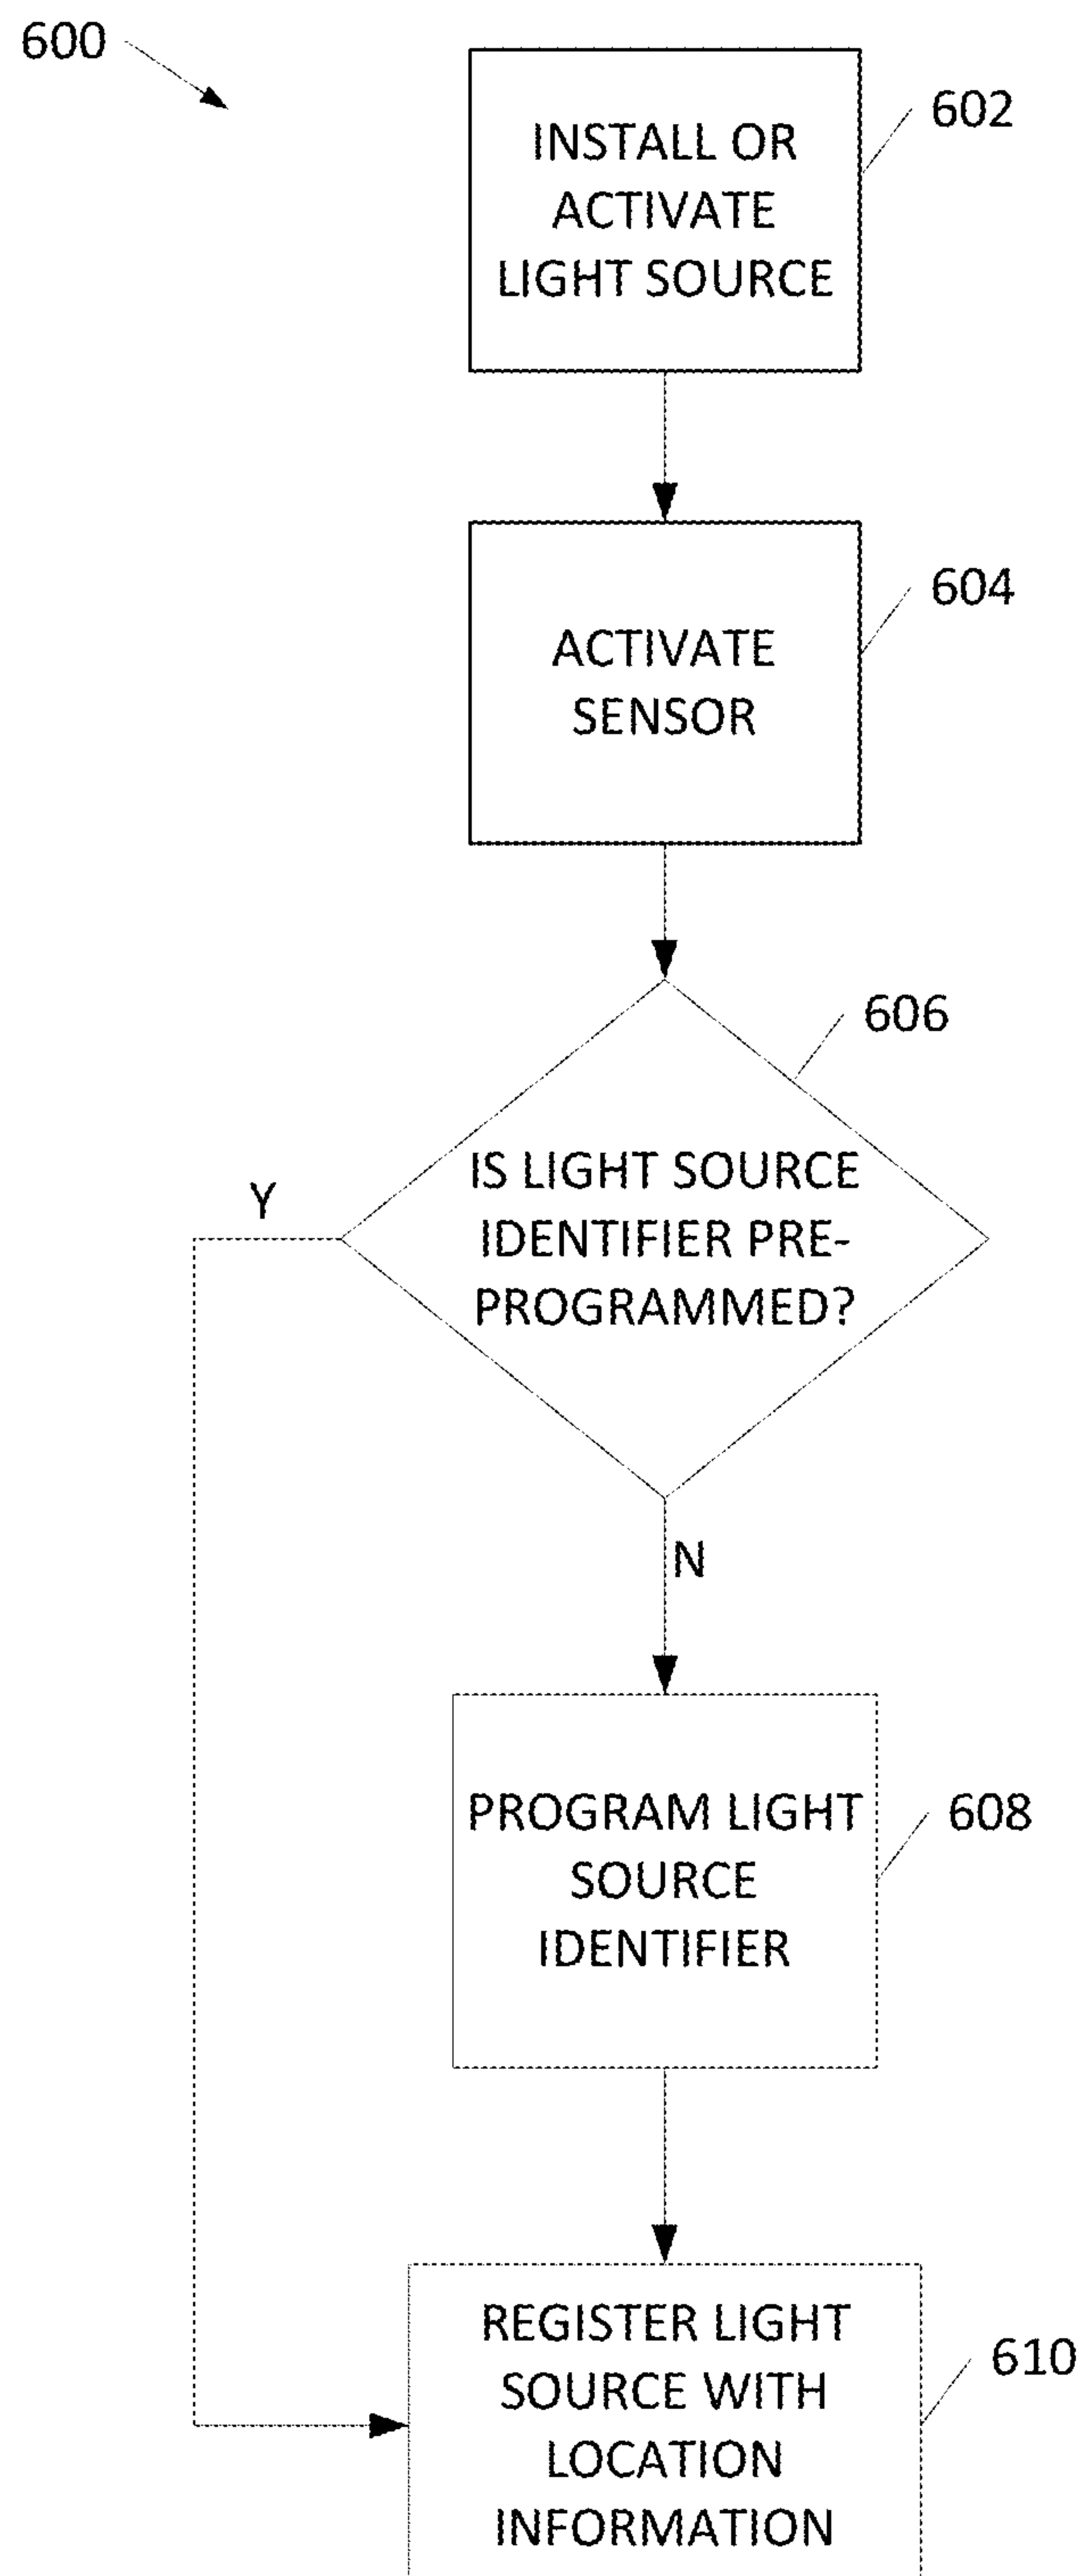 600
INSTALL OR
ACTIVATE
LIGHT SOURCE
602
ACTIVATE
SENSOR
604
606
IS LIGHT SOURCE
IDENTIFIER PRE-
PROGRAMMED?
Y
N
PROGRAM LIGHT
SOURCE
IDENTIFIER
608
REGISTER LIGHT
SOURCE WITH
LOCATION
INFORMATION
610